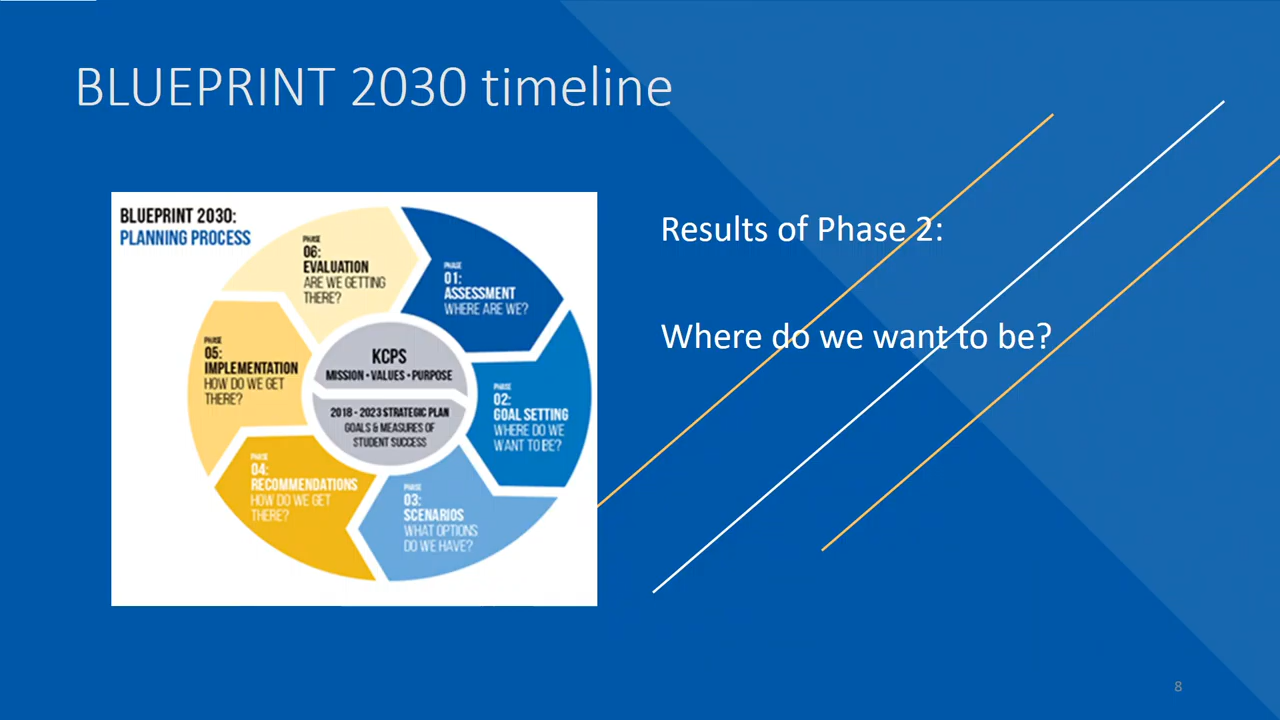 BLUEPRINT 2030 timeline
BLUEPRINT 2030:
PLANNING PROCESS
PHASE
01:
ASSESSMENT
WHERE ARE WE?
PHASE
02:
GOAL SETTING
WHERE DO WE
WANT TO BE?
PHASE
03:
SCENARIOS
WHAT OPTIONS
DO WE HAVE?
PHASE
04:
RECOMMENDATIONS
HOW DO WE GET
THERE?
PHASE
05:
IMPLEMENTATION
HOW DO WE GET
THERE?
PHASE
06:
EVALUATION
ARE WE GETTING
THERE?
KCPS
MISSION • VALUES • PURPOSE
2018 - 2023 STRATEGIC PLAN
GOALS & MEASURES OF
STUDENT SUCCESS
Results of Phase 2:
Where do we want to be?
8